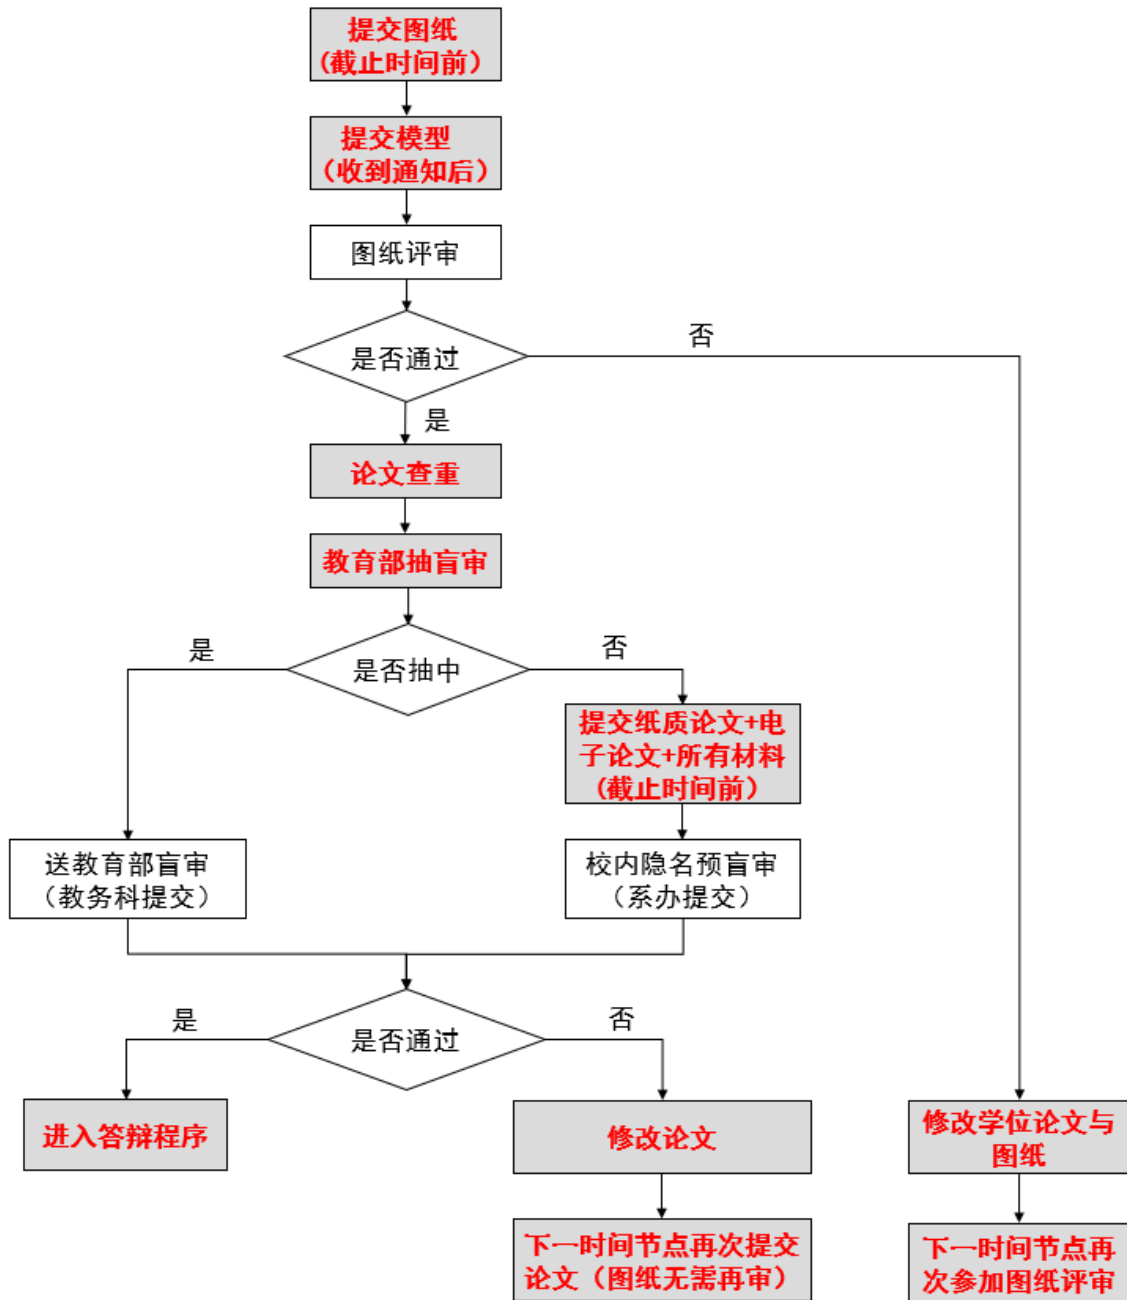 提交图纸
(截止时间前）
提交模型
（收到通知后）
图纸评审
是否通过
否
是
论文查重
教育部抽盲审
是否抽中
是
否
提交纸质论文+电
子论文+所有材料
(截止时间前）
送教育部盲审
（教务科提交）
校内隐名预盲审
（系办提交）
是否通过
是
否
进入答辩程序
修改论文
修改学位论文与
图纸
下一时间节点再次提交
论文（图纸无需再审）
下一时间节点再
次参加图纸评审